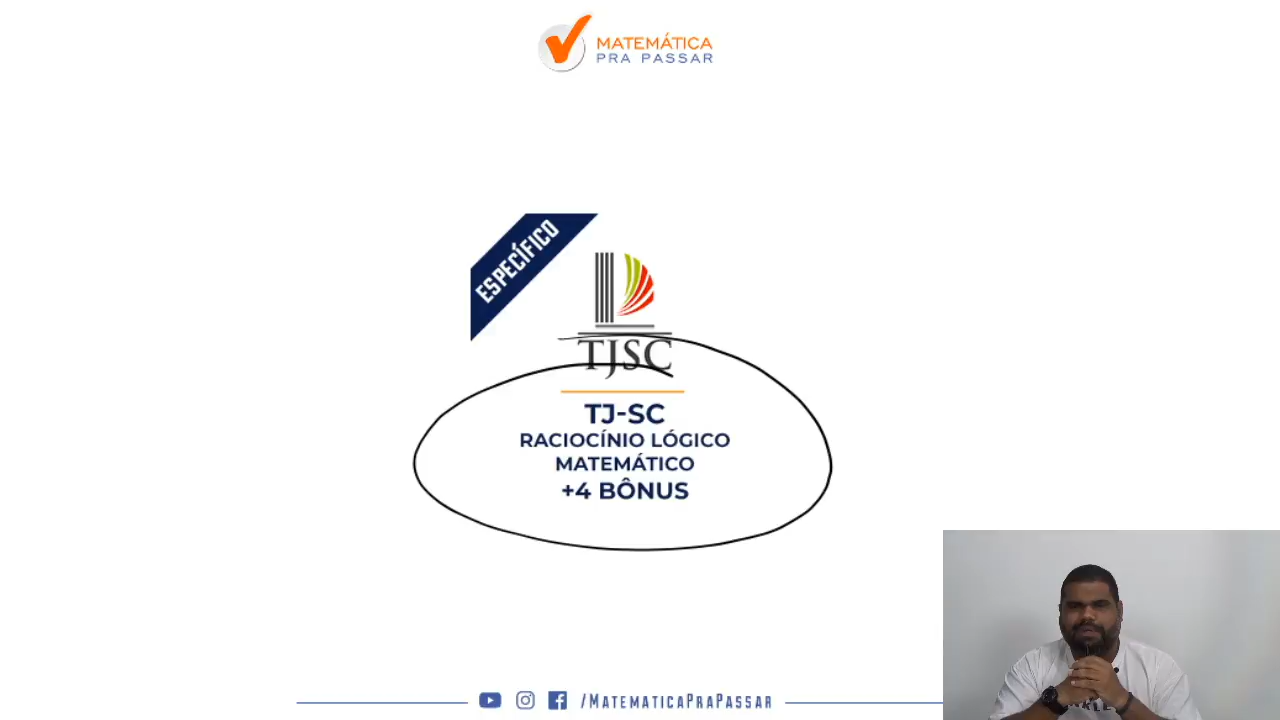 MATEMÁTICA
PRA PASSAR
ESPECÍFICO
TJSC
TJ-SC
RACIOCÍNIO LÓGICO
MATEMÁTICO
+4 BÔNUS
/MATEMATICAPRAPASSAR